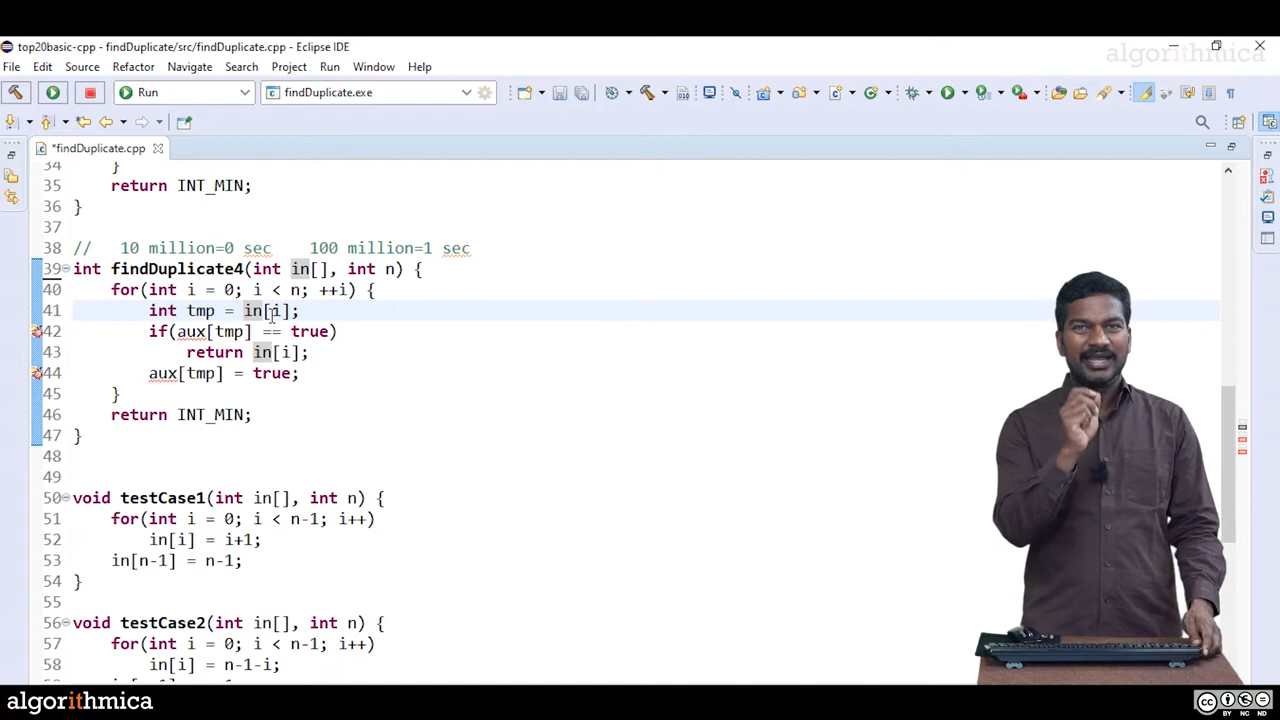 top20basic-cpp - findDuplicate/src/findDuplicate.cpp - Eclipse IDE
algorithmica
File Edit Source Refactor Navigate Search Project Run Window Help
Run findDuplicate.exe
*findDuplicate.cpp
34 }
35 return INT_MIN;
36 }
37
38 // 10 million=0 sec 100 million=1 sec
39 int findDuplicate4(int in[], int n) {
40 for(int i = 0; i < n; ++i) {
41 int tmp = in[i];
42 if(aux[tmp] == true)
43 return in[i];
44 aux[tmp] = true;
45 }
46 return INT_MIN;
47 }
48
49
50 void testCase1(int in[], int n) {
51 for(int i = 0; i < n-1; i++)
52 in[i] = i+1;
53 in[n-1] = n-1;
54 }
55
56 void testCase2(int in[], int n) {
57 for(int i = 0; i < n-1; i++)
58 in[i] = n-1-i;
algorithmica
cc
BY NC ND